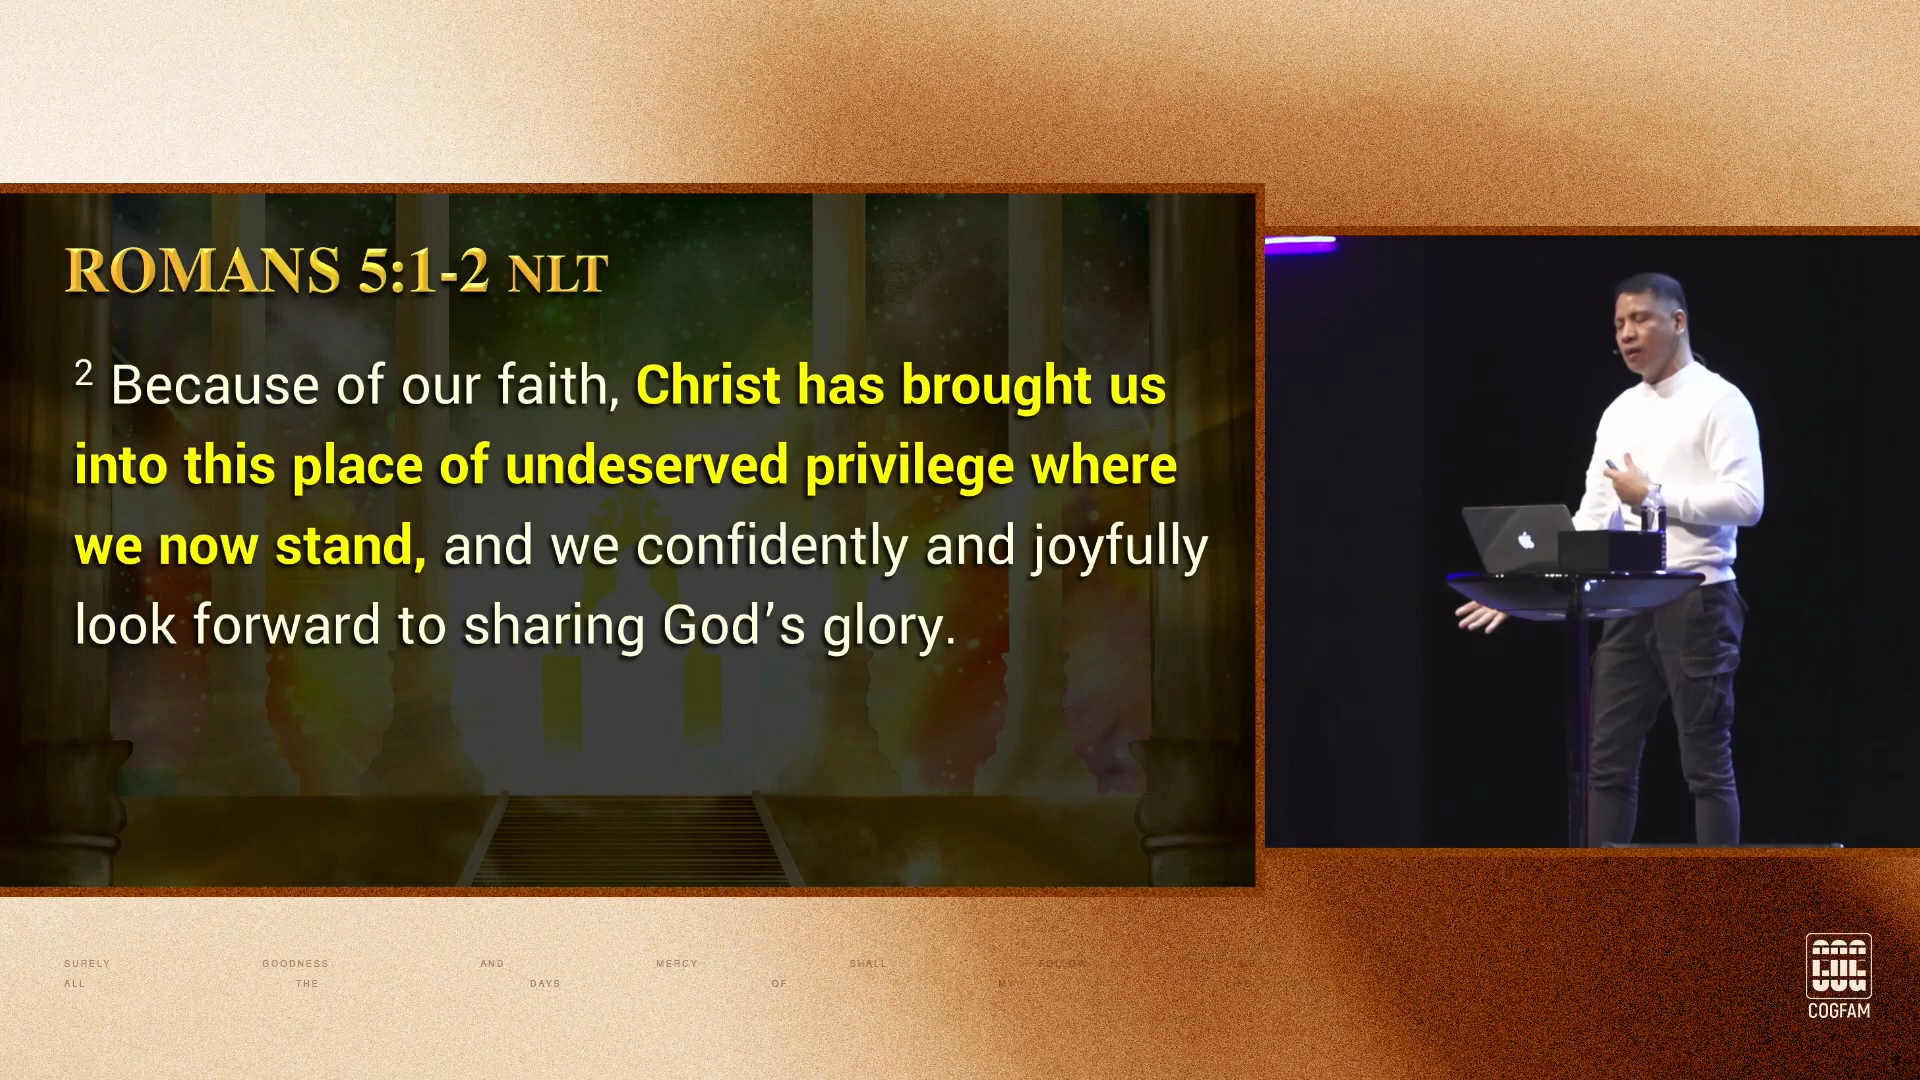 ROMANS 5:1-2 NLT
2 Because of our faith, Christ has brought us
into this place of undeserved privilege where
we now stand, and we confidently and joyfully
look forward to sharing God’s glory.
SURELY GOODNESS AND MERCY SHALL FOLLOW
ALL THE DAYS OF MY
COGFAM